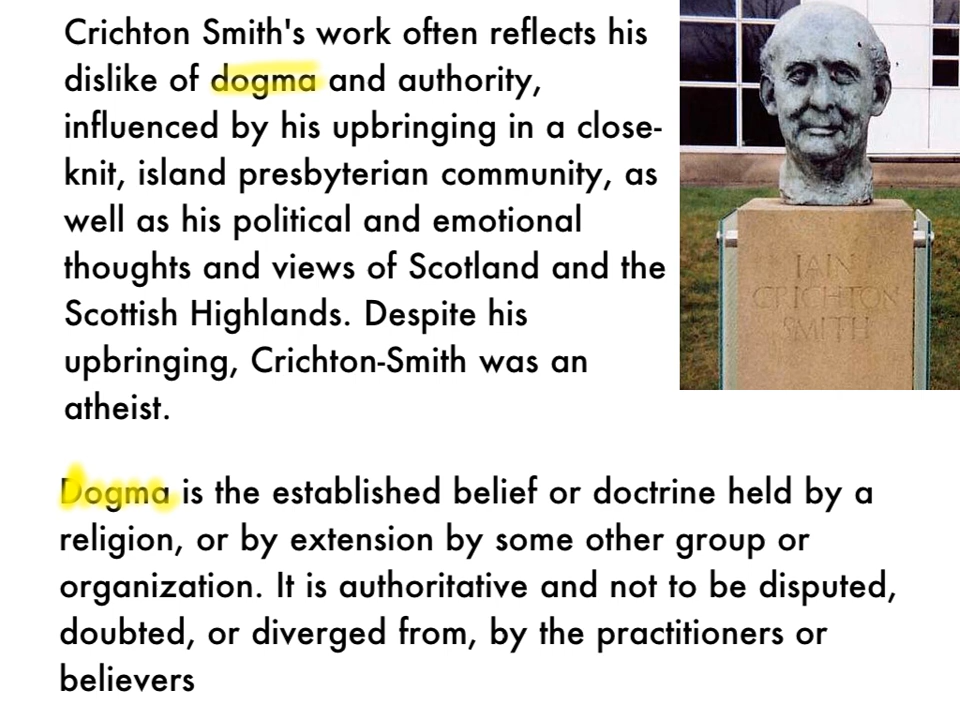 Crichton Smith's work often reflects his
dislike of dogma and authority,
influenced by his upbringing in a close-
knit, island presbyterian community, as
well as his political and emotional
thoughts and views of Scotland and the
Scottish Highlands. Despite his
upbringing, Crichton-Smith was an
atheist.
IAIN
CRICHTON
SMITH
Dogma is the established belief or doctrine held by a
religion, or by extension by some other group or
organization. It is authoritative and not to be disputed,
doubted, or diverged from, by the practitioners or
believers